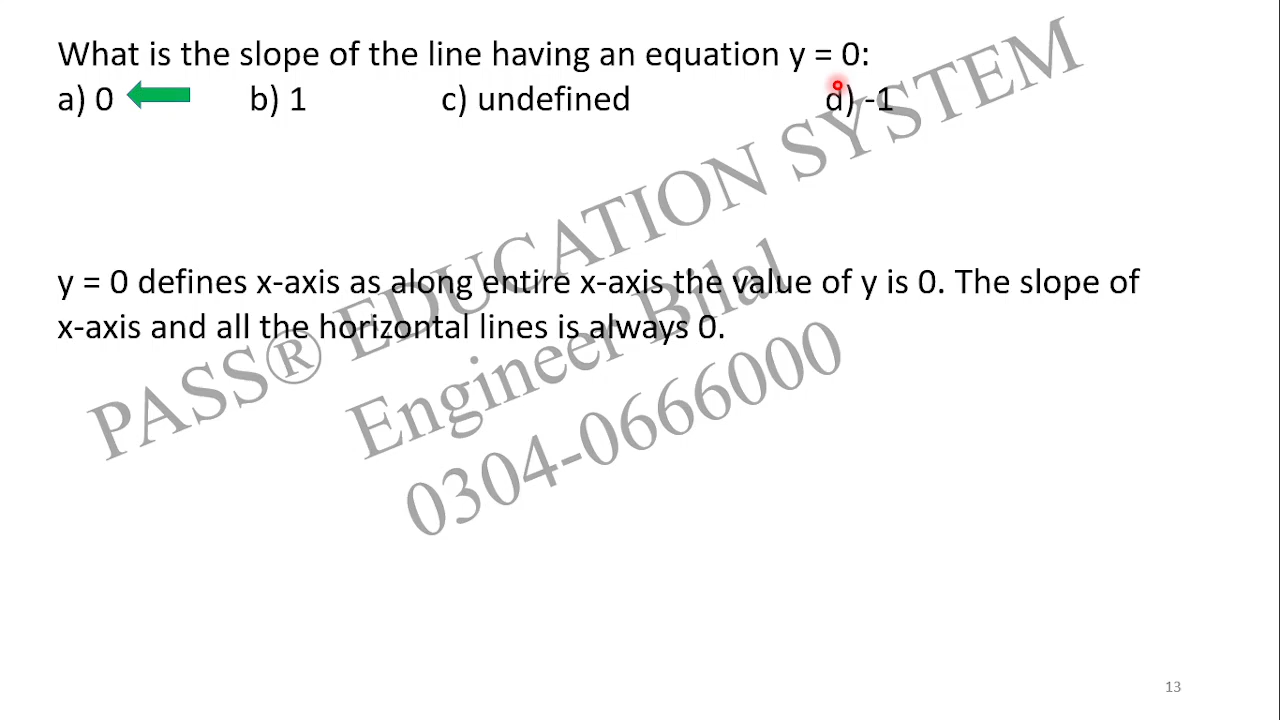 What is the slope of the line having an equation y = 0:
a) 0 b) 1 c) undefined d) -1
y = 0 defines x-axis as along entire x-axis the value of y is 0. The slope of
x-axis and all the horizontal lines is always 0.
PASS® EDUCATION SYSTEM
Engineer Bilal
0304-0666000
13